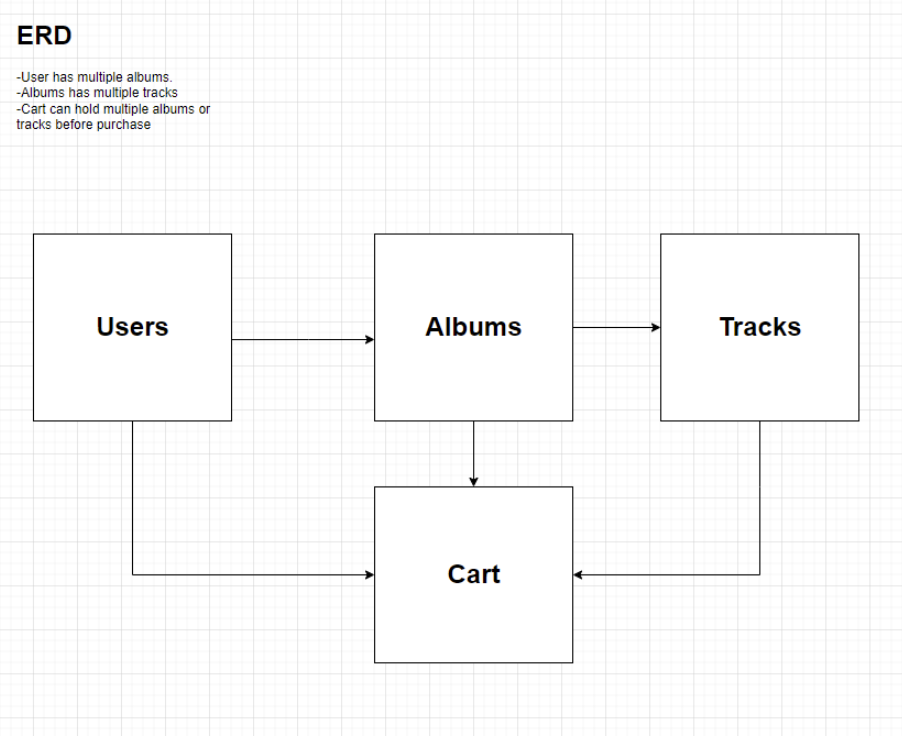 ERD
-User has multiple albums.
-Albums has multiple tracks
-Cart can hold multiple albums or
tracks before purchase
Users
Albums
Tracks
Cart